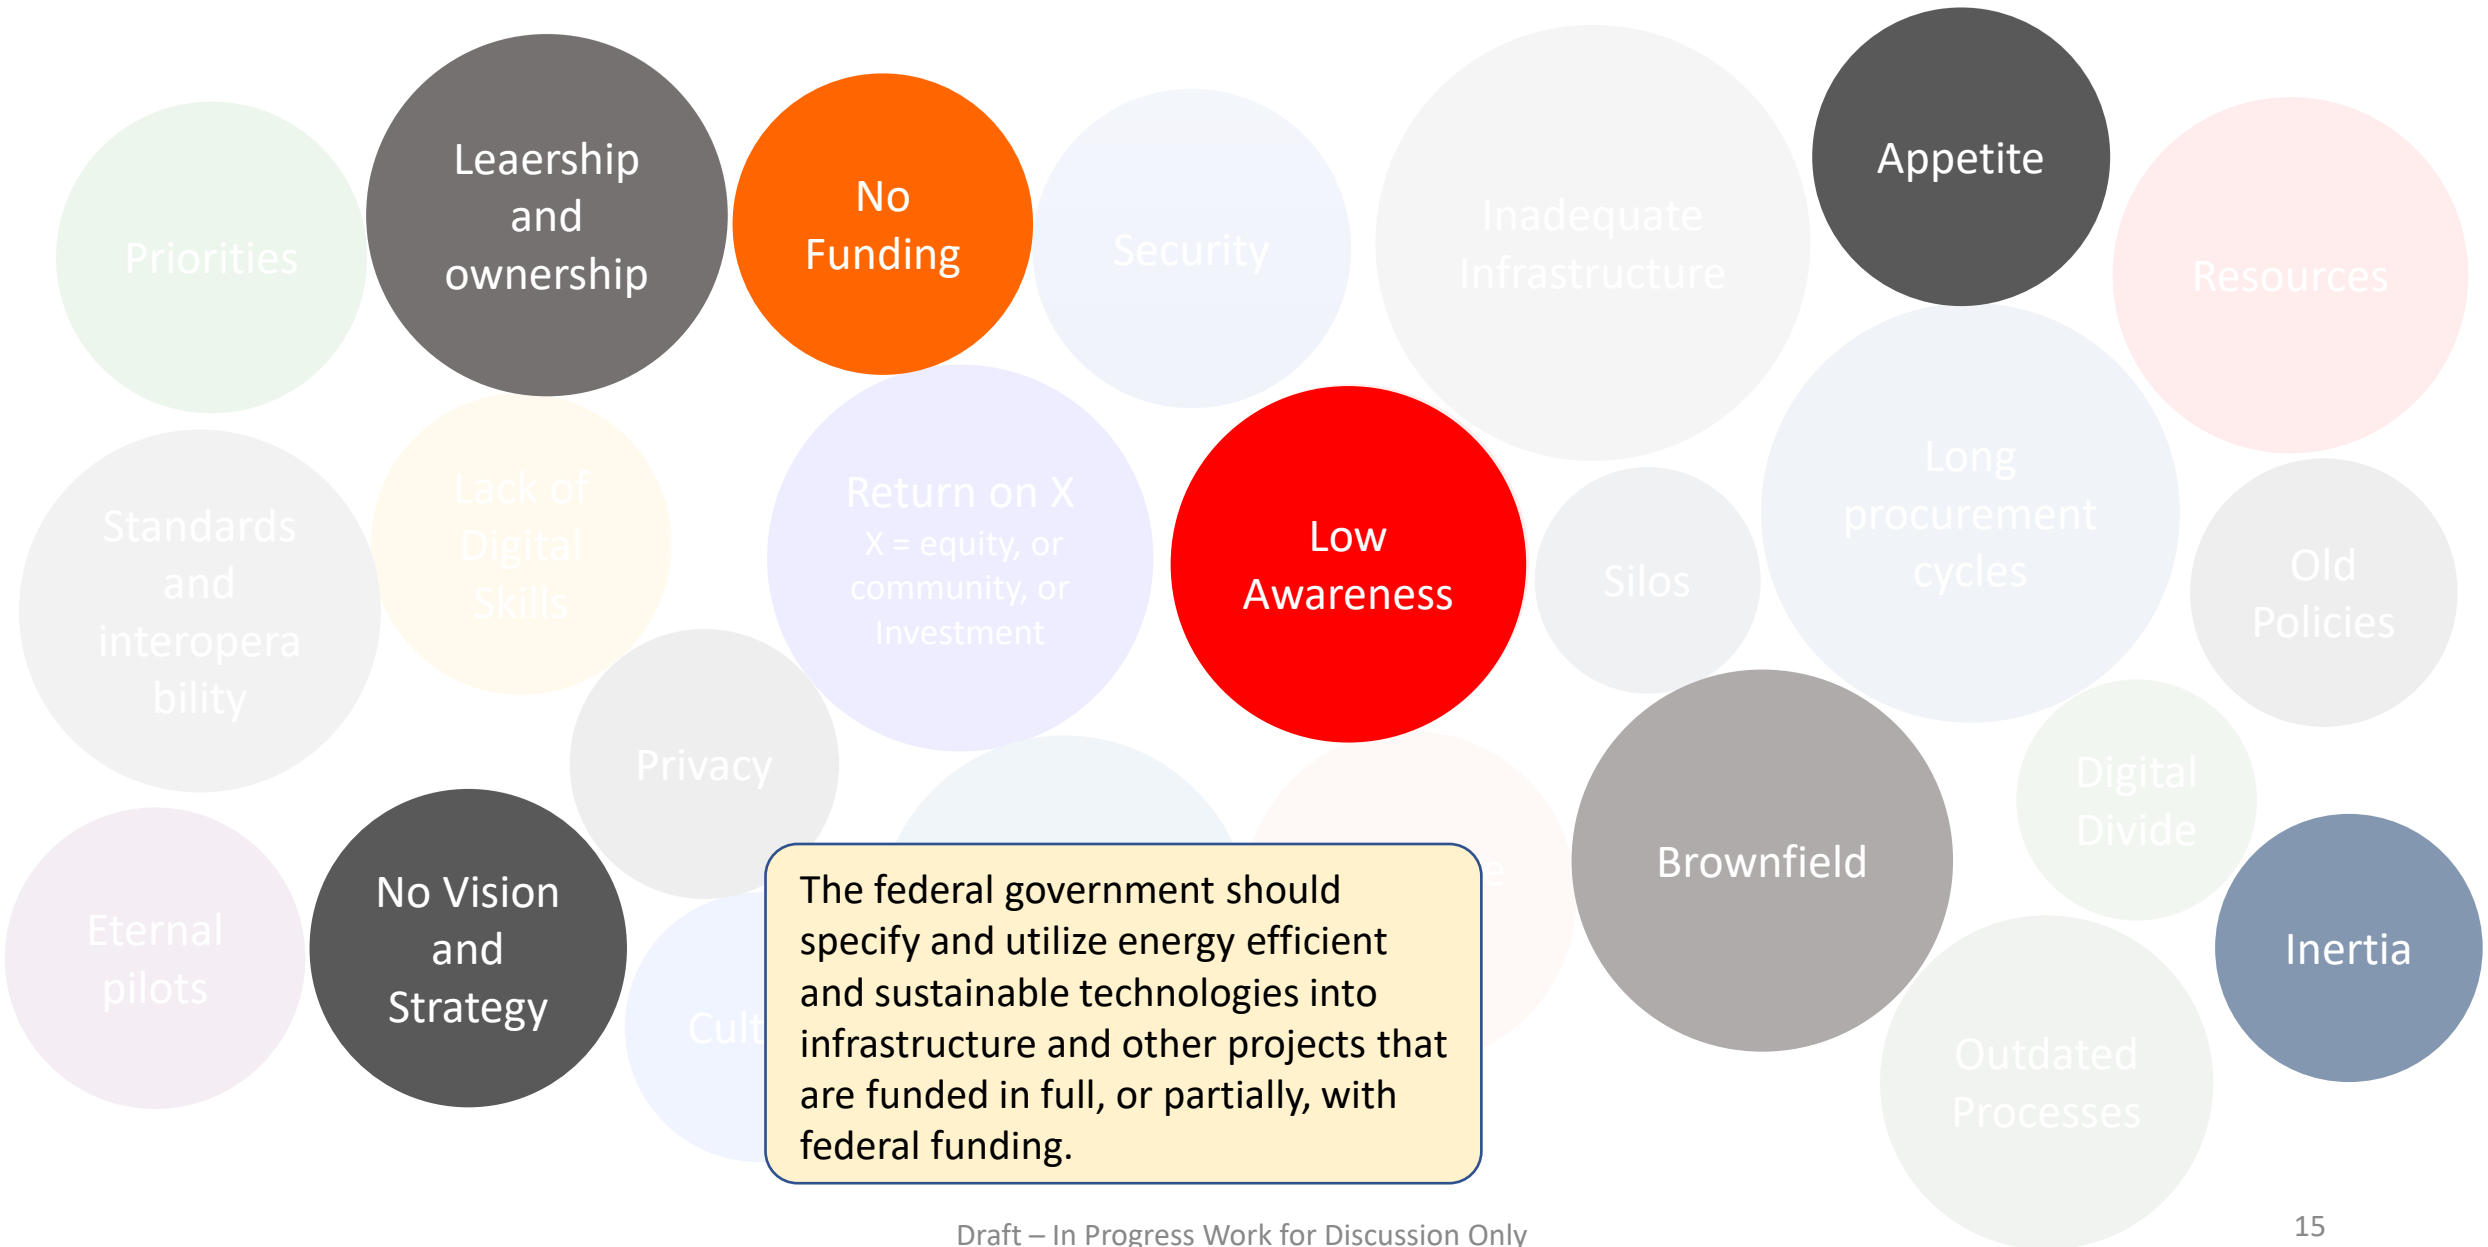 Priorities
Leaership
and
ownership
No
Funding
Security
Inadequate
Infrastructure
Appetite
Resources
Standards
and
interopera
bility
Lack of
Digital
Skills
Return on X
X = equity, or
community, or
Investment
Low
Awareness
Silos
Long
procurement
cycles
Old
Policies
Privacy
Brownfield
Digital
Divide
Eternal
pilots
No Vision
and
Strategy
Inertia
Outdated
Processes
The federal government should
specify and utilize energy efficient
and sustainable technologies into
infrastructure and other projects that
are funded in full, or partially, with
federal funding.
Draft – In Progress Work for Discussion Only
15